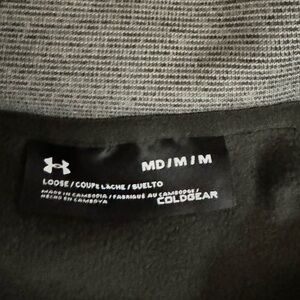 MD/M/M
LOOSE / COUPE LÂCHE / SUELTO
MADE IN CAMBODIA / FABRIQUÉ AU CAMBODGE /
HECHO EN CAMBOYA
COLDGEAR